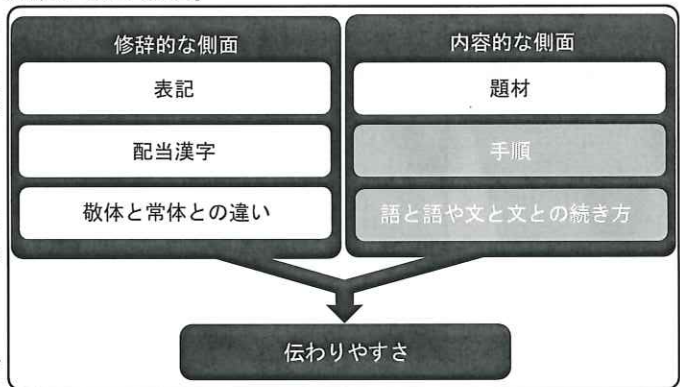 修辞的な側面
表記
配当漢字
敬体と常体との違い
内容的な側面
題材
手順
語と語や文と文との続き方
伝わりやすさ